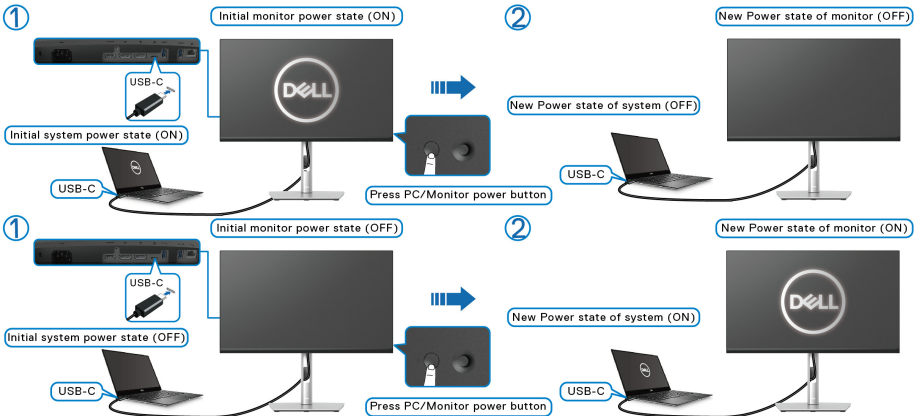 1
Initial monitor power state (ON)
2
New Power state of monitor (OFF)
USB-C
DELL
New Power state of system (OFF)
Initial system power state (ON)
DELL
USB-C
USB-C
Press PC/Monitor power button
1
Initial monitor power state (OFF)
2
New Power state of monitor (ON)
USB-C
DELL
New Power state of system (ON)
Initial system power state (OFF)
DELL
USB-C
USB-C
Press PC/Monitor power button